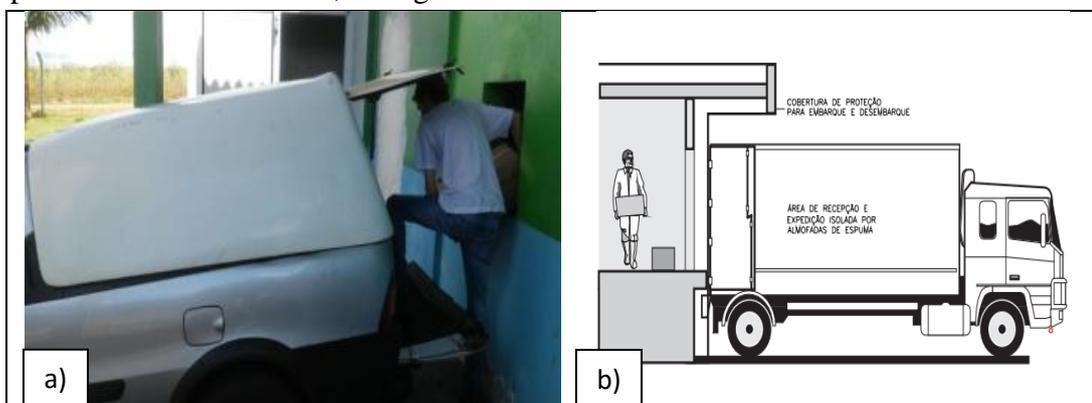 a)
COBERTURA DE PROTEÇÃO
PARA EMBARQUE E DESEMBARQUE
ÁREA DE RECEPÇÃO E
EXPEDIÇÃO ISOLADA POR
ALMOFADAS DE ESPUMA
b)